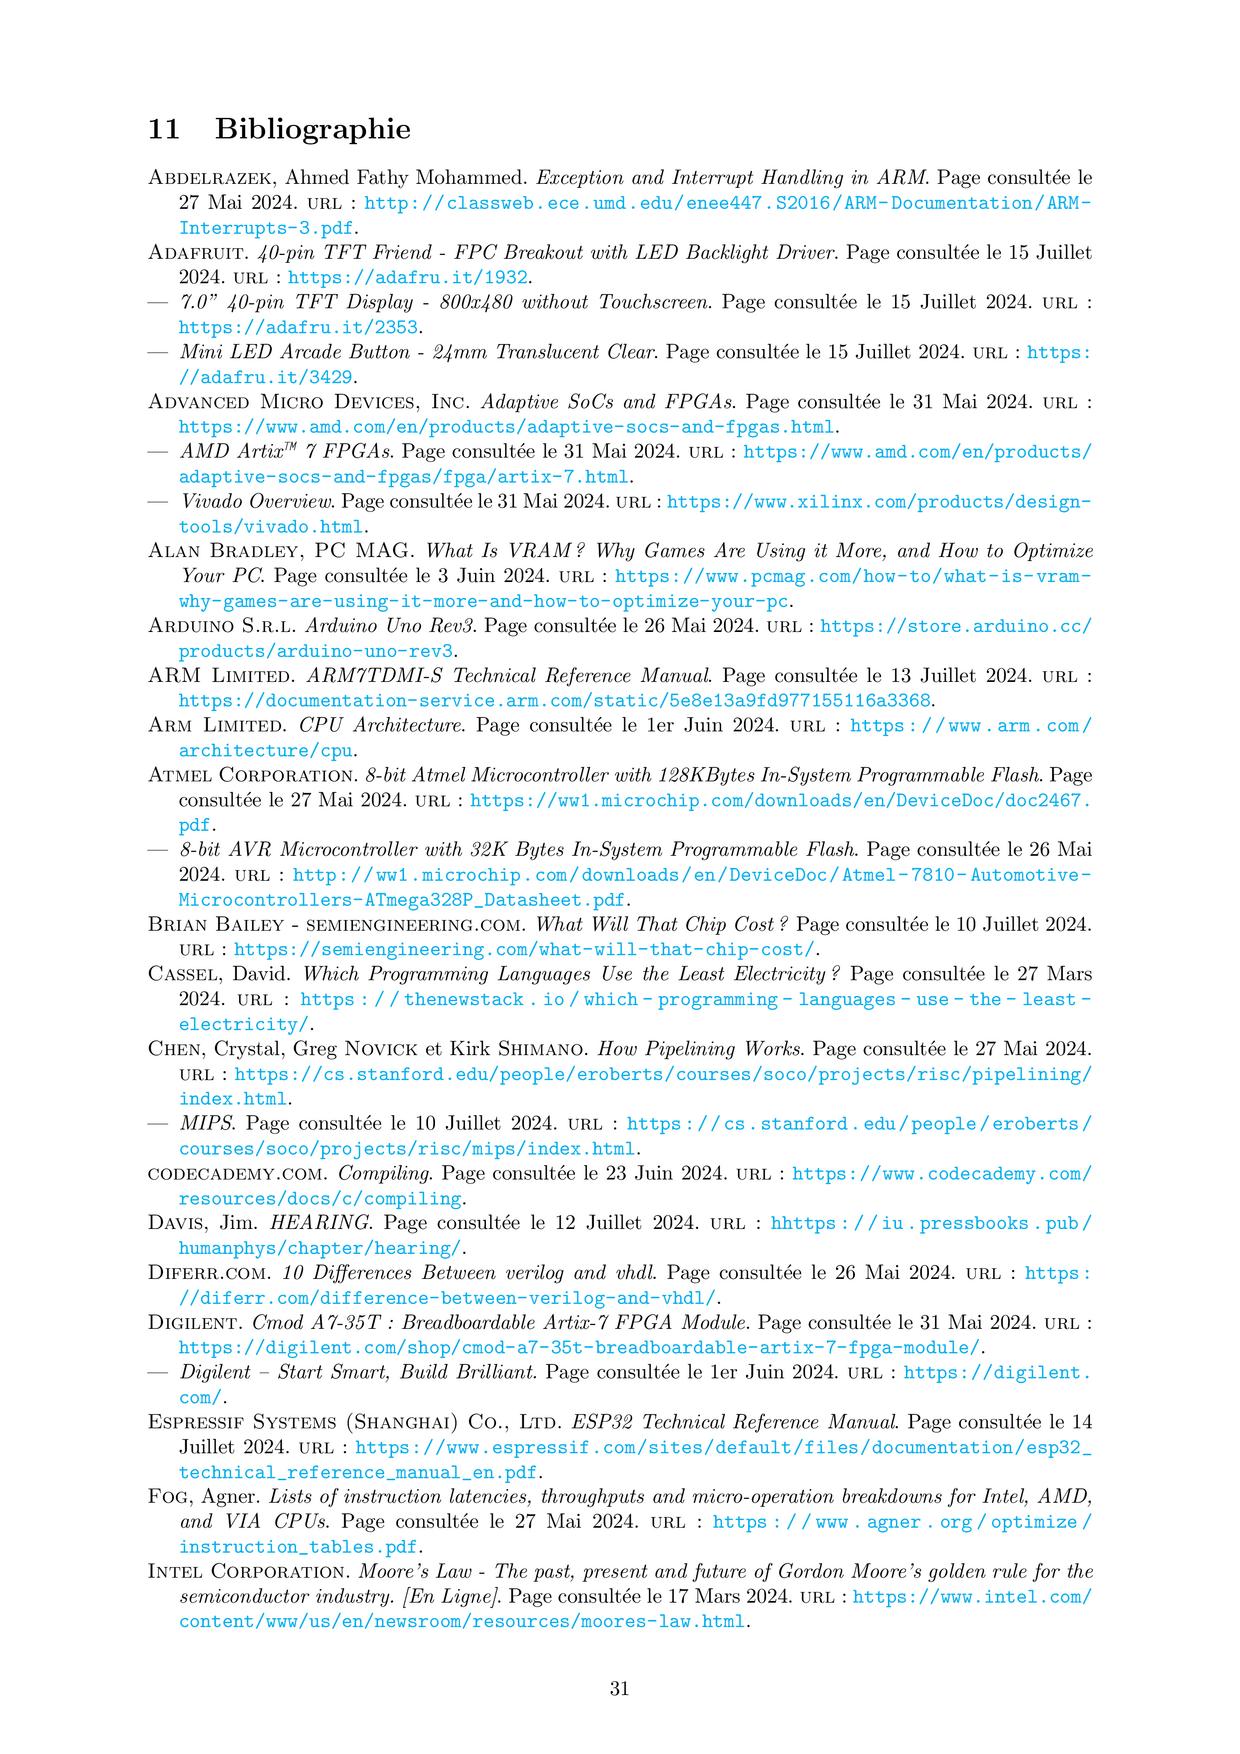 11 Bibliographie
ABDELRAZEK, Ahmed Fathy Mohammed. Exception and Interrupt Handling in ARM. Page consultée le
27 Mai 2024. URL : http://classweb.ece.umd.edu/enee447.S2016/ARM-Documentation/ARM-
Interrupts-3.pdf.
ADAFRUIT. 40-pin TFT Friend - FPC Breakout with LED Backlight Driver. Page consultée le 15 Juillet
2024. URL : https://adafru.it/1932.
— 7.0” 40-pin TFT Display - 800x480 without Touchscreen. Page consultée le 15 Juillet 2024. URL :
https://adafru.it/2353.
— Mini LED Arcade Button - 24mm Translucent Clear. Page consultée le 15 Juillet 2024. URL : https:
//adafru.it/3429.
ADVANCED MICRO DEVICES, INC. Adaptive SoCs and FPGAs. Page consultée le 31 Mai 2024. URL :
https://www.amd.com/en/products/adaptive-socs-and-fpgas.html.
— AMD Artix™ 7 FPGAs. Page consultée le 31 Mai 2024. URL : https://www.amd.com/en/products/
adaptive-socs-and-fpgas/fpga/artix-7.html.
— Vivado Overview. Page consultée le 31 Mai 2024. URL : https://www.xilinx.com/products/design-
tools/vivado.html.
ALAN BRADLEY, PC MAG. What Is VRAM ? Why Games Are Using it More, and How to Optimize
Your PC. Page consultée le 3 Juin 2024. URL : https://www.pcmag.com/how-to/what-is-vram-
why-games-are-using-it-more-and-how-to-optimize-your-pc.
ARDUINO S.R.L. Arduino Uno Rev3. Page consultée le 26 Mai 2024. URL : https://store.arduino.cc/
products/arduino-uno-rev3.
ARM LIMITED. ARM7TDMI-S Technical Reference Manual. Page consultée le 13 Juillet 2024. URL :
https://documentation-service.arm.com/static/5e8e13a9fd977155116a3368.
ARM LIMITED. CPU Architecture. Page consultée le 1er Juin 2024. URL : https://www.arm.com/
architecture/cpu.
ATMEL CORPORATION. 8-bit Atmel Microcontroller with 128KBytes In-System Programmable Flash. Page
consultée le 27 Mai 2024. URL : https://ww1.microchip.com/downloads/en/DeviceDoc/doc2467.
pdf.
— 8-bit AVR Microcontroller with 32K Bytes In-System Programmable Flash. Page consultée le 26 Mai
2024. URL : http://ww1.microchip.com/downloads/en/DeviceDoc/Atmel-7810-Automotive-
Microcontrollers-ATmega328P_Datasheet.pdf.
BRIAN BAILEY - SEMIENGINEERING.COM. What Will That Chip Cost ? Page consultée le 10 Juillet 2024.
URL : https://semiengineering.com/what-will-that-chip-cost/.
CASSEL, David. Which Programming Languages Use the Least Electricity ? Page consultée le 27 Mars
2024. URL : https://thenewstack.io/which-programming-languages-use-the-least-
electricity/.
CHEN, Crystal, Greg NOVICK et Kirk SHIMANO. How Pipelining Works. Page consultée le 27 Mai 2024.
URL : https://cs.stanford.edu/people/eroberts/courses/soco/projects/risc/pipelining/
index.html.
— MIPS. Page consultée le 10 Juillet 2024. URL : https://cs.stanford.edu/people/eroberts/
courses/soco/projects/risc/mips/index.html.
CODECADEMY.COM. Compiling. Page consultée le 23 Juin 2024. URL : https://www.codecademy.com/
resources/docs/c/compiling.
DAVIS, Jim. HEARING. Page consultée le 12 Juillet 2024. URL : hhttps://iu.pressbooks.pub/
humanphys/chapter/hearing/.
DIFERR.COM. 10 Differences Between verilog and vhdl. Page consultée le 26 Mai 2024. URL : https:
//diferr.com/difference-between-verilog-and-vhdl/.
DIGILENT. Cmod A7-35T : Breadboardable Artix-7 FPGA Module. Page consultée le 31 Mai 2024. URL :
https://digilent.com/shop/cmod-a7-35t-breadboardable-artix-7-fpga-module/.
— Digilent – Start Smart, Build Brilliant. Page consultée le 1er Juin 2024. URL : https://digilent.
com/.
ESPRESSIF SYSTEMS (SHANGHAI) CO., LTD. ESP32 Technical Reference Manual. Page consultée le 14
Juillet 2024. URL : https://www.espressif.com/sites/default/files/documentation/esp32_
technical_reference_manual_en.pdf.
FOG, Agner. Lists of instruction latencies, throughputs and micro-operation breakdowns for Intel, AMD,
and VIA CPUs. Page consultée le 27 Mai 2024. URL : https://www.agner.org/optimize/
instruction_tables.pdf.
INTEL CORPORATION. Moore’s Law - The past, present and future of Gordon Moore’s golden rule for the
semiconductor industry. [En Ligne]. Page consultée le 17 Mars 2024. URL : https://www.intel.com/
content/www/us/en/newsroom/resources/moores-law.html.
31